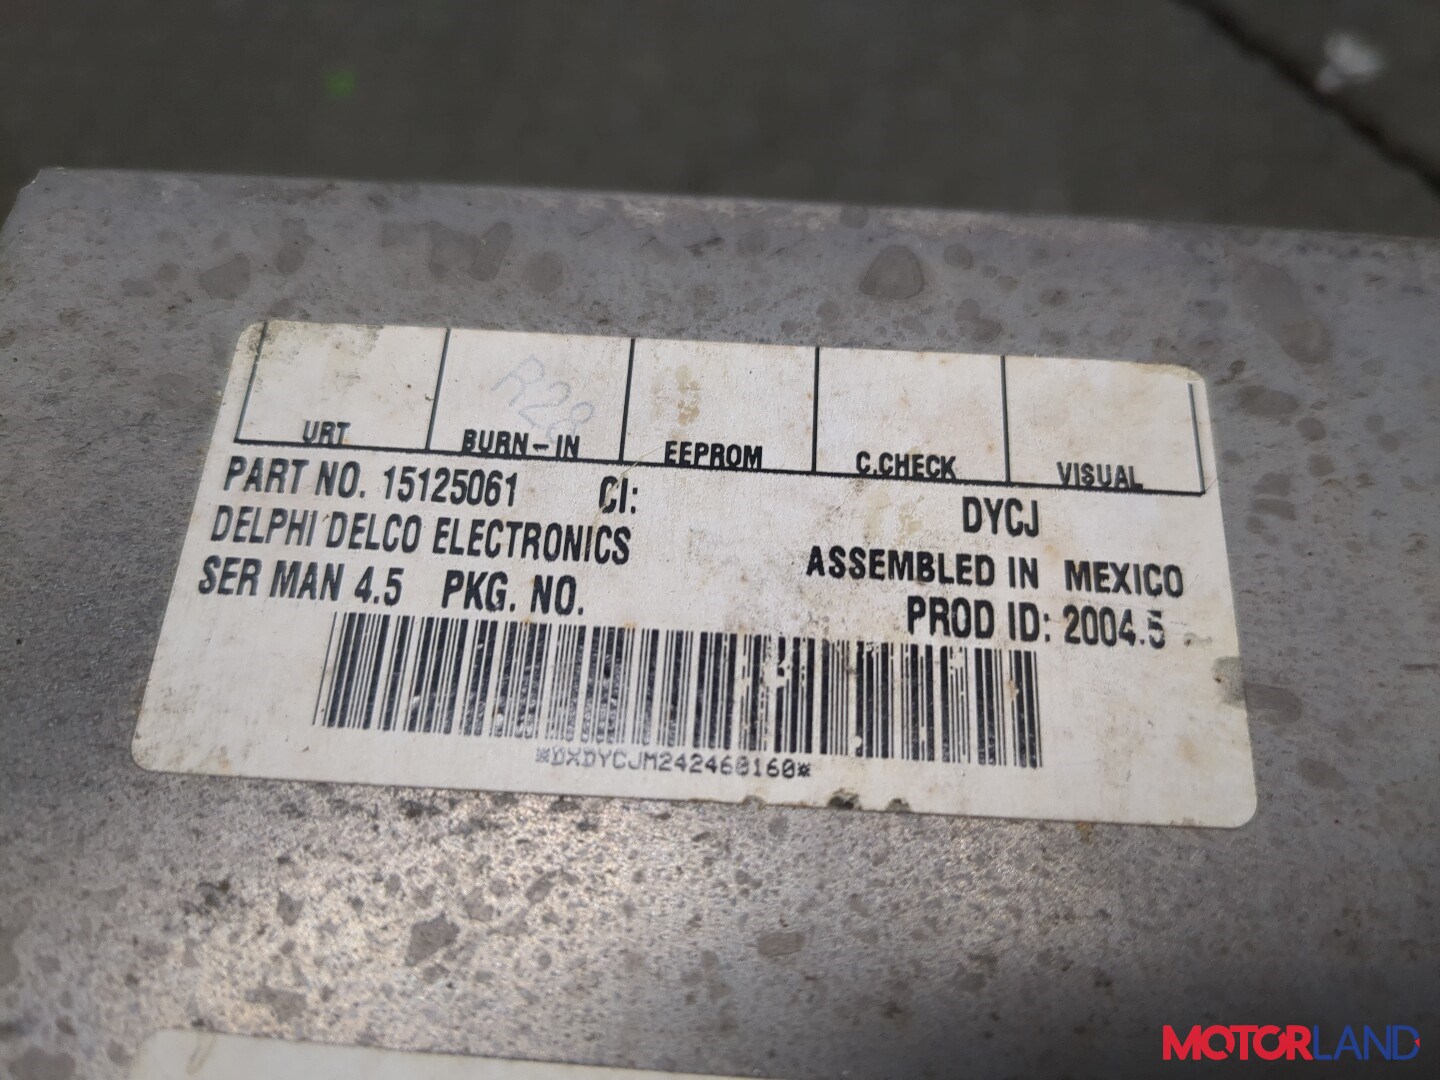 R28
URT BURN-IN EEPROM C.CHECK VISUAL
PART NO. 15125061 CI: DYCJ
DELPHI DELCO ELECTRONICS ASSEMBLED IN MEXICO
SER MAN 4.5 PKG. NO. PROD ID: 2004.5
*DXDYCJM242460160*
MOTORLAND